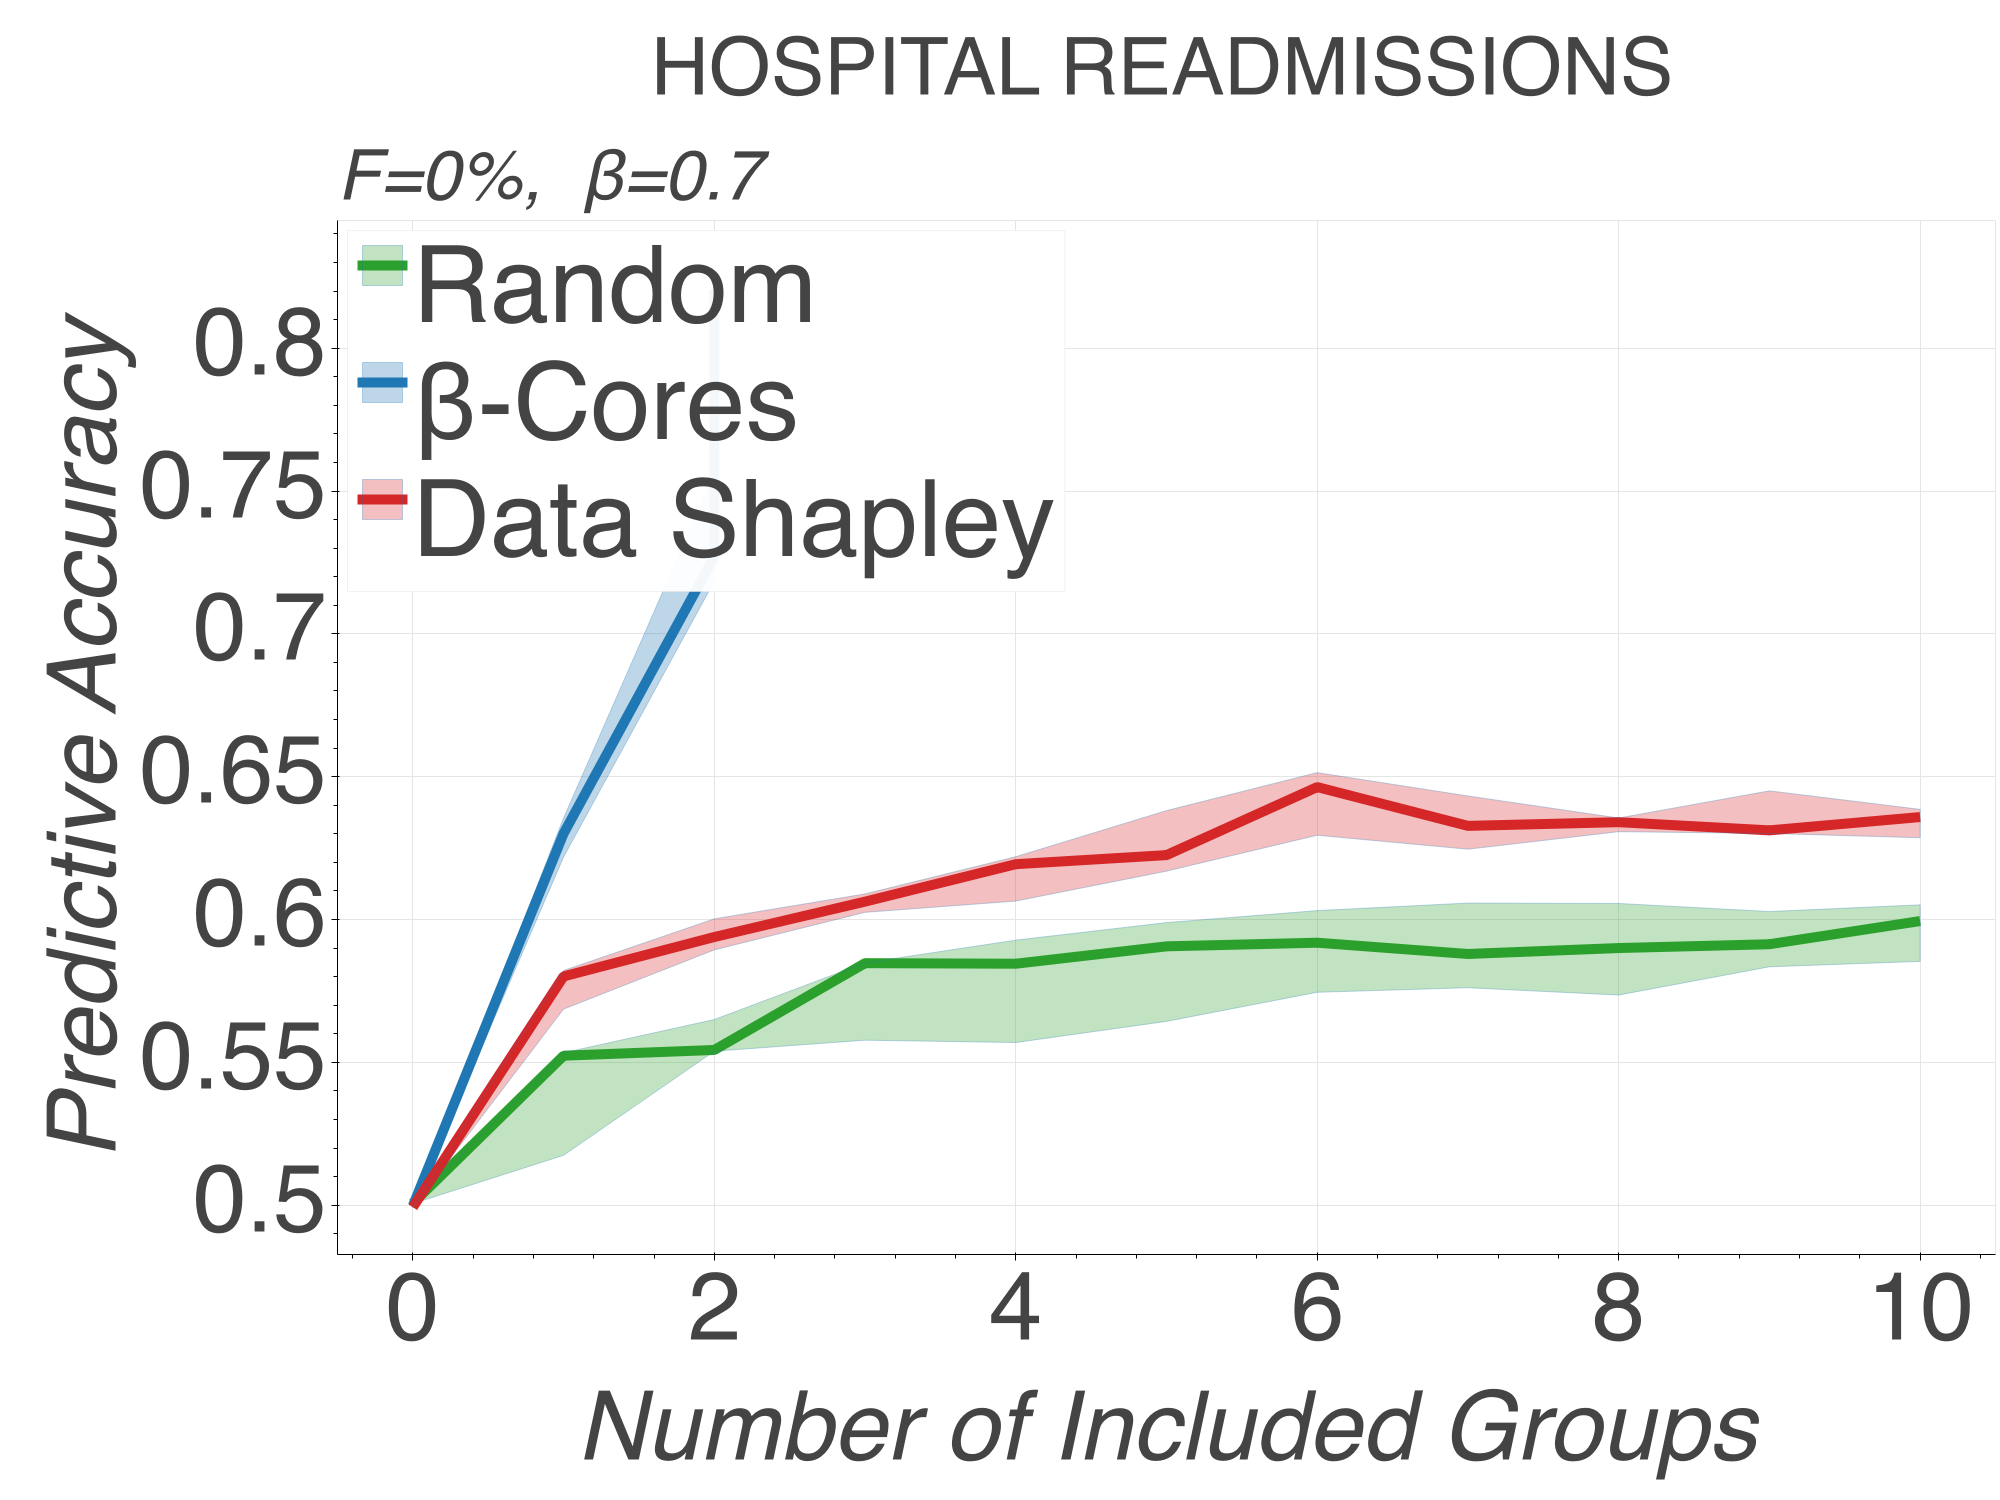 HOSPITAL READMISSIONS
F=0%, β=0.7
Random
β-Cores
Data Shapley
Predictive Accuracy
0.8
0.75
0.7
0.65
0.6
0.55
0.5
0 2 4 6 8 10
Number of Included Groups